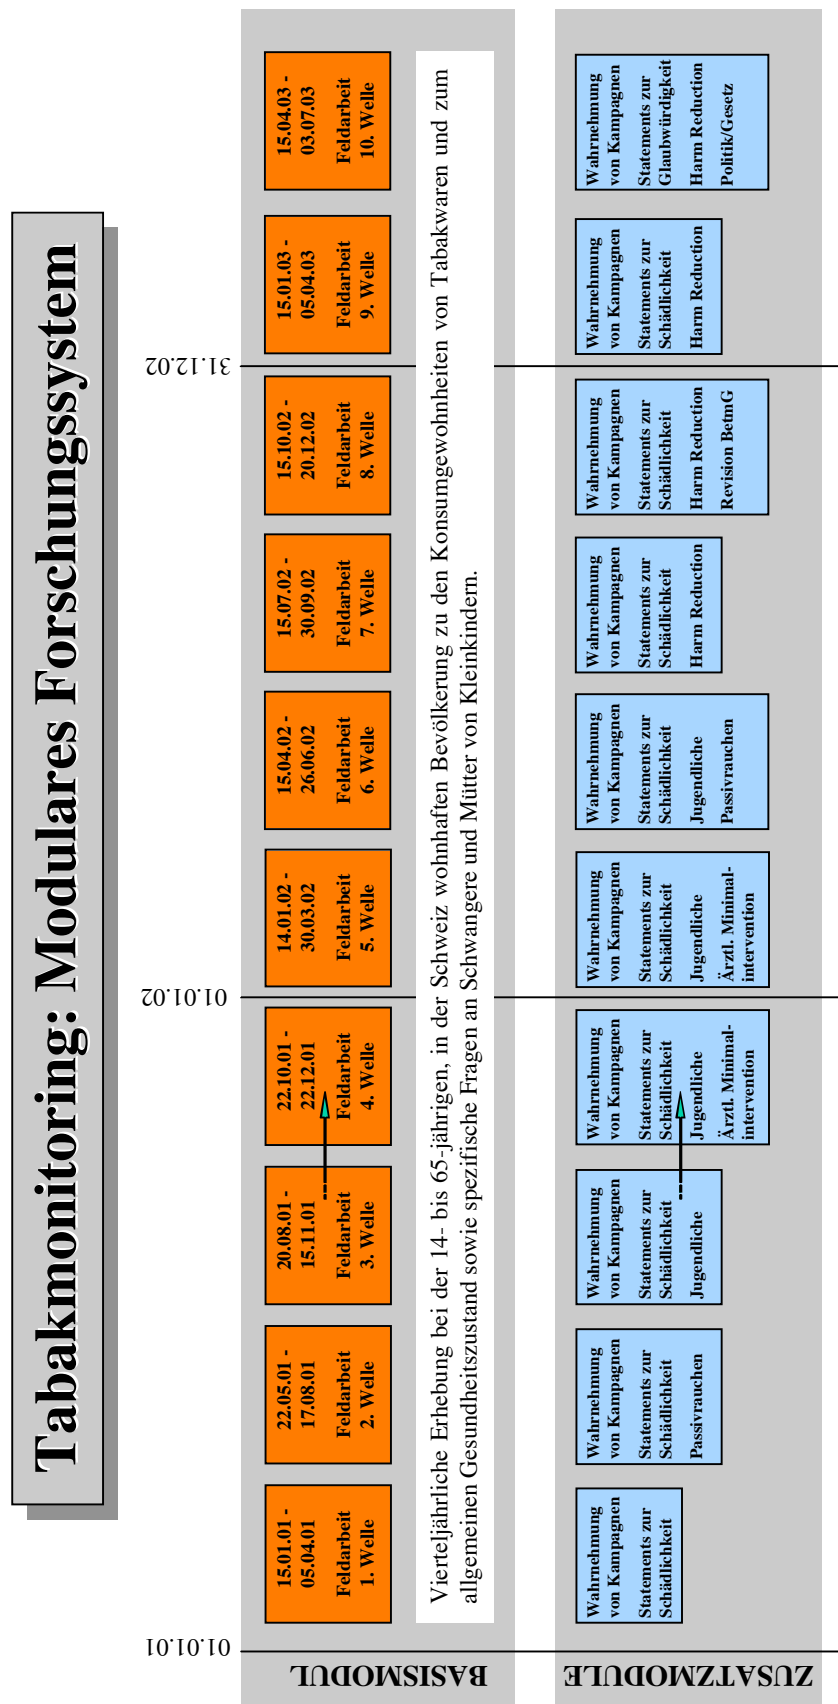 Tabakmonitoring: Modulares Forschungssystem
01.01.01
01.01.02
31.12.02
BASISMODUL
15.01.01 -
05.04.01
Feldarbeit
1. Welle
22.05.01 -
17.08.01
Feldarbeit
2. Welle
20.08.01 -
15.11.01
Feldarbeit
3. Welle
22.10.01 -
22.12.01
Feldarbeit
4. Welle
14.01.02 -
30.03.02
Feldarbeit
5. Welle
15.04.02 -
26.06.02
Feldarbeit
6. Welle
15.07.02 -
30.09.02
Feldarbeit
7. Welle
15.10.02 -
20.12.02
Feldarbeit
8. Welle
15.01.03 -
05.04.03
Feldarbeit
9. Welle
15.04.03 -
03.07.03
Feldarbeit
10. Welle
Vierteljährliche Erhebung bei der 14- bis 65-jährigen, in der Schweiz wohnhaften Bevölkerung zu den Konsumgewohnheiten von Tabakwaren und zum
allgemeinen Gesundheitszustand sowie spezifische Fragen an Schwangere und Mütter von Kleinkindern.
ZUSATZMODULE
Wahrnehmung
von Kampagnen
Statements zur
Schädlichkeit
Wahrnehmung
von Kampagnen
Statements zur
Schädlichkeit
Passivrauchen
Wahrnehmung
von Kampagnen
Statements zur
Schädlichkeit
Jugendliche
Wahrnehmung
von Kampagnen
Statements zur
Schädlichkeit
Jugendliche
Ärztl. Minimal-
intervention
Wahrnehmung
von Kampagnen
Statements zur
Schädlichkeit
Jugendliche
Ärztl. Minimal-
intervention
Wahrnehmung
von Kampagnen
Statements zur
Schädlichkeit
Jugendliche
Passivrauchen
Wahrnehmung
von Kampagnen
Statements zur
Schädlichkeit
Harm Reduction
Wahrnehmung
von Kampagnen
Statements zur
Schädlichkeit
Harm Reduction
Revision BetmG
Wahrnehmung
von Kampagnen
Statements zur
Schädlichkeit
Harm Reduction
Wahrnehmung
von Kampagnen
Statements zur
Glaubwürdigkeit
Harm Reduction
Politik/Gesetz